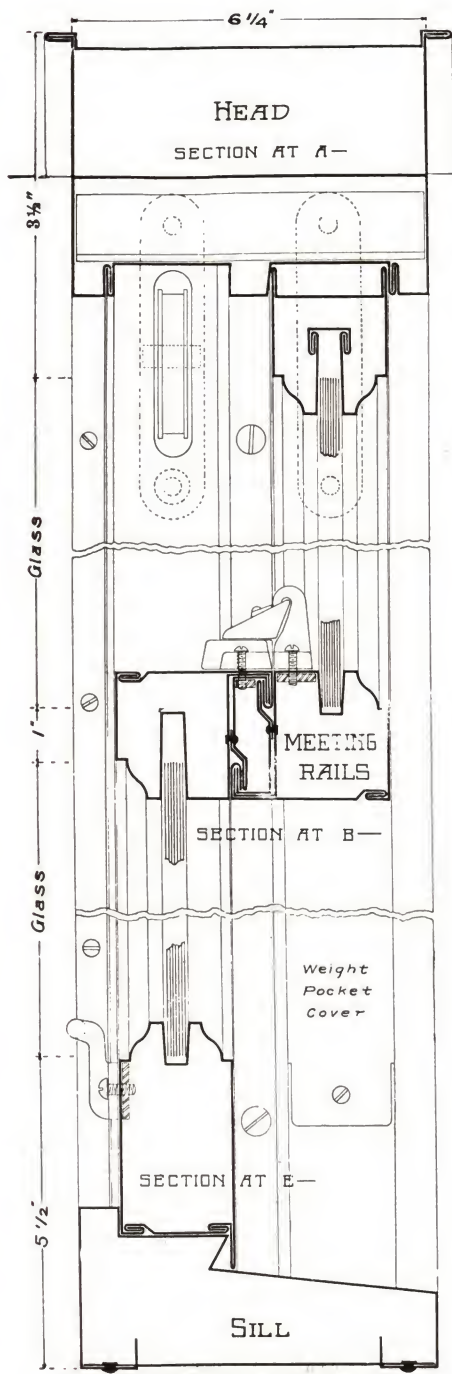 6 1/4"
HEAD
SECTION AT A—
8 1/2"
Glass
1"
MEETING
RAILS
SECTION AT B—
Glass
Weight
Pocket
Cover
SECTION AT E—
5 1/2"
SILL